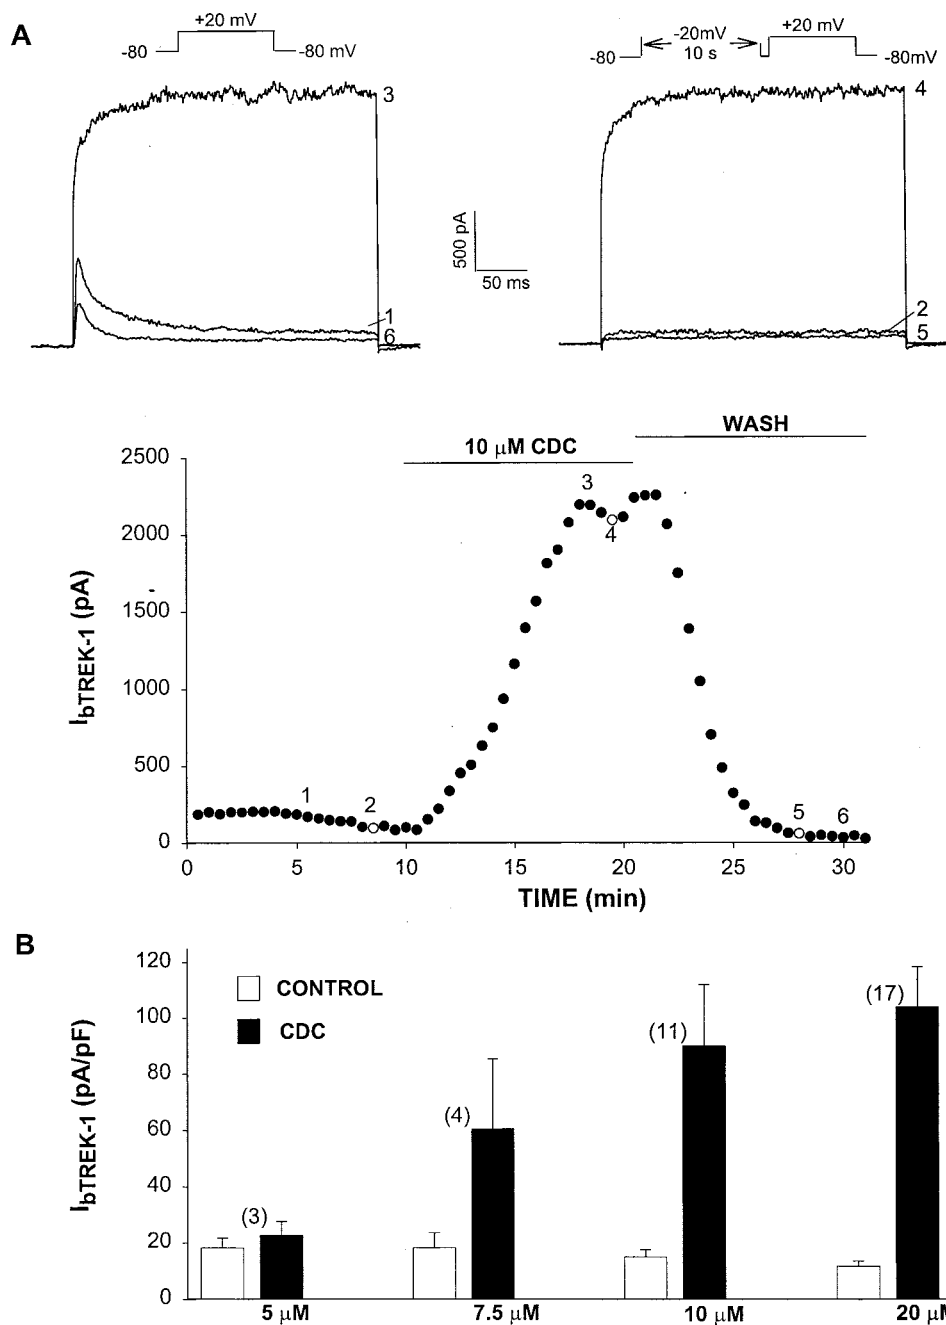 A
+20 mV
-80
-80 mV
-20mV
10 s
+20 mV
-80
-80mV
3
4
500 pA
50 ms
1
6
2
5
WASH
10 μM CDC
2500
2000
1500
1000
500
0
IbTREK-1 (pA)
1
2
3
4
5
6
0
5
10
15
20
25
30
TIME (min)
B
120
100
80
60
40
20
0
IbTREK-1 (pA/pF)
CONTROL
CDC
(3)
(4)
(11)
(17)
5 μM
7.5 μM
10 μM
20 μM